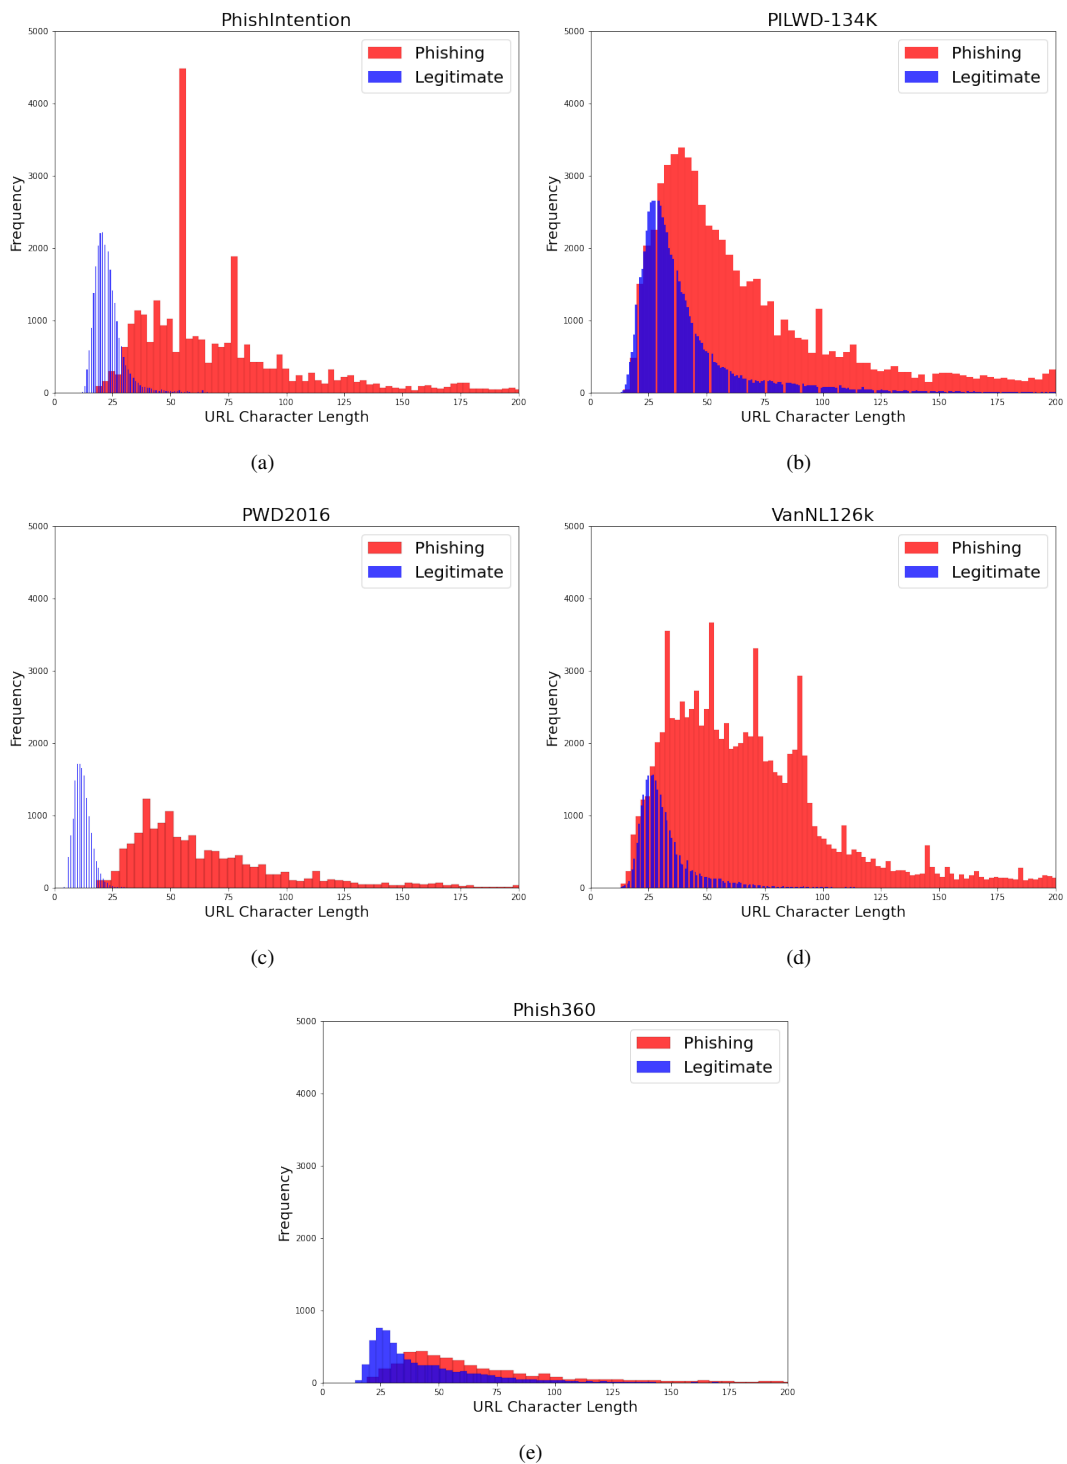 PhishIntention
5000
4000
3000
2000
1000
0
Frequency
Phishing
Legitimate
0 25 50 75 100 125 150 175 200
URL Character Length
(a)
PILWD-134K
5000
4000
3000
2000
1000
0
Frequency
Phishing
Legitimate
0 25 50 75 100 125 150 175 200
URL Character Length
(b)
PWD2016
5000
4000
3000
2000
1000
0
Frequency
Phishing
Legitimate
0 25 50 75 100 125 150 175 200
URL Character Length
(c)
VanNL126k
5000
4000
3000
2000
1000
0
Frequency
Phishing
Legitimate
0 25 50 75 100 125 150 175 200
URL Character Length
(d)
Phish360
5000
4000
3000
2000
1000
0
Frequency
Phishing
Legitimate
0 25 50 75 100 125 150 175 200
URL Character Length
(e)